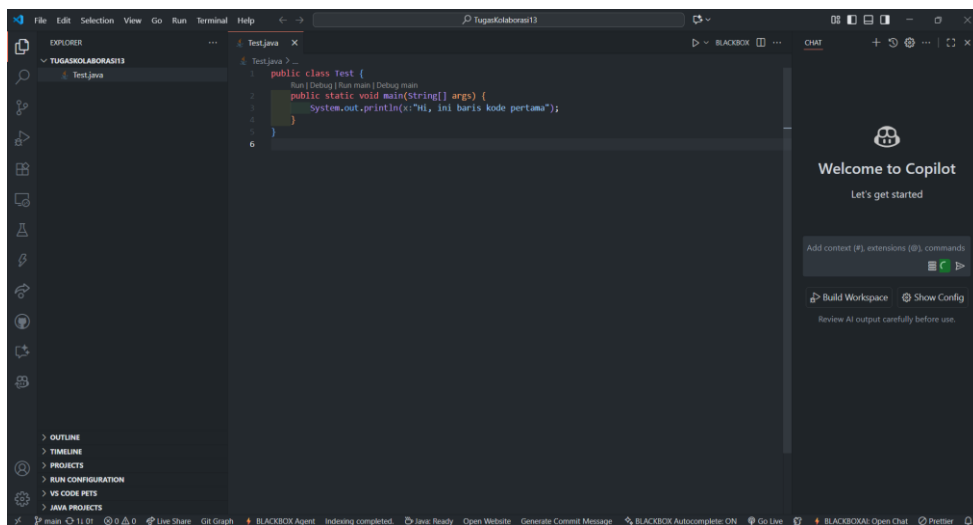 File Edit Selection View Go Run Terminal Help
TugasKolaborasi13
EXPLORER
TUGASKOLABORASI13
Test.java
Test.java
BLACKBOX
Test.java > ...
1 public class Test {
Run | Debug | Run main | Debug main
2 public static void main(String[] args) {
3 System.out.println(x:"Hi, ini baris kode pertama");
4 }
5 }
6
CHAT
Welcome to Copilot
Let's get started
Add context (#), extensions (@), commands
Build Workspace Show Config
Review AI output carefully before use.
OUTLINE
TIMELINE
PROJECTS
RUN CONFIGURATION
VS CODE PETS
JAVA PROJECTS
main 1↓ 0↑ 0 0 Live Share Git Graph BLACKBOX Agent Indexing completed. Java: Ready Open Website Generate Commit Message BLACKBOX Autocomplete: ON Go Live BLACKBOXAI: Open Chat Prettier